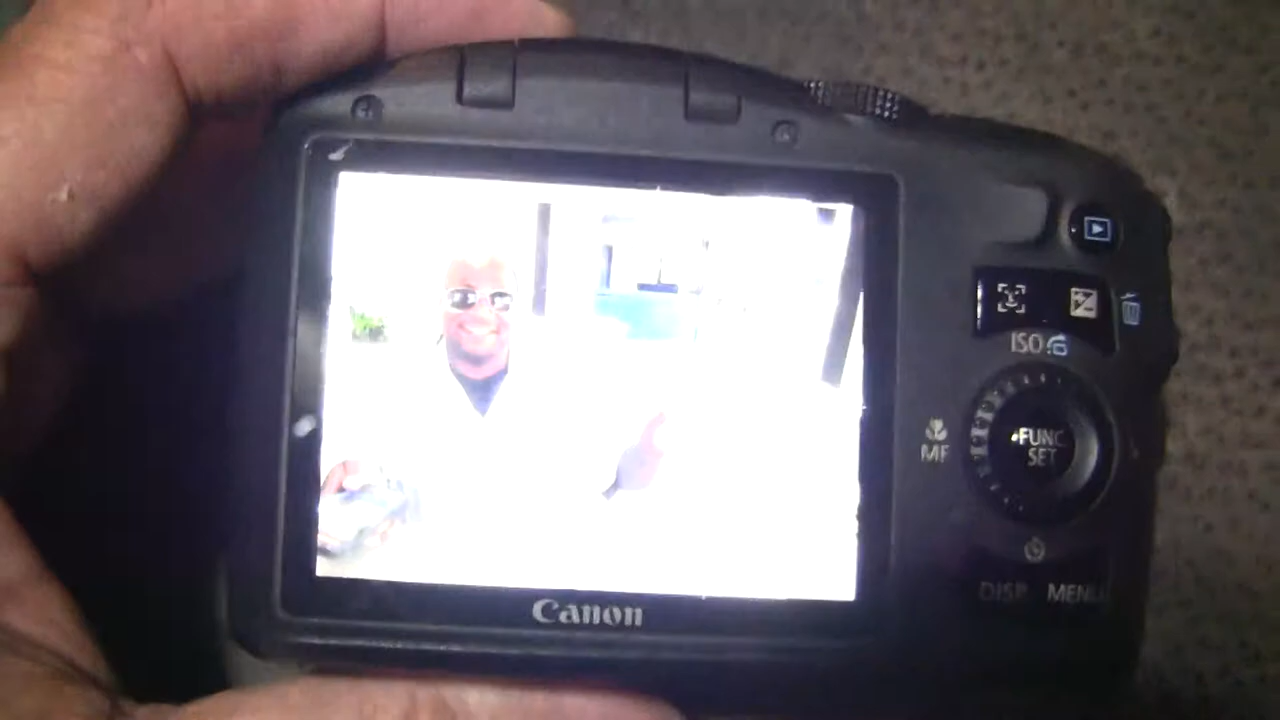 ISO
MF
FUNC.
SET
DISP. MENU
Canon